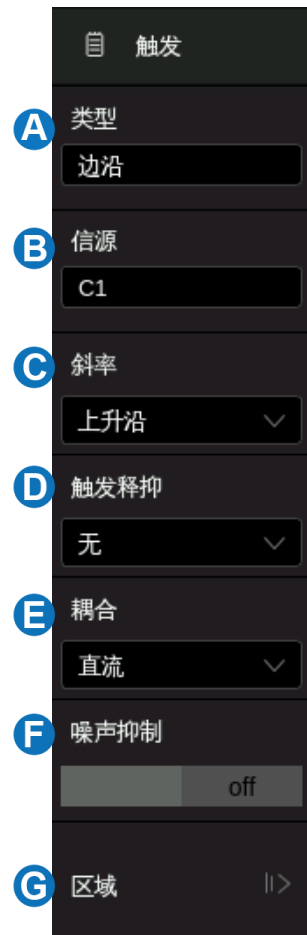 触发
A 类型
边沿
B 信源
C1
C 斜率
上升沿
D 触发释抑
无
E 耦合
直流
F 噪声抑制
off
G 区域